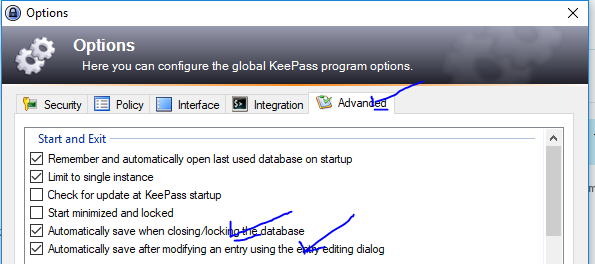 Options
Options
Here you can configure the global KeePass program options.
Security Policy Interface Integration Advanced
Start and Exit
Remember and automatically open last used database on startup
Limit to single instance
Check for update at KeePass startup
Start minimized and locked
Automatically save when closing/locking the database
Automatically save after modifying an entry using the entry editing dialog